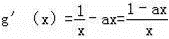 g′ (x)=1/x-ax=(1-ax)/x